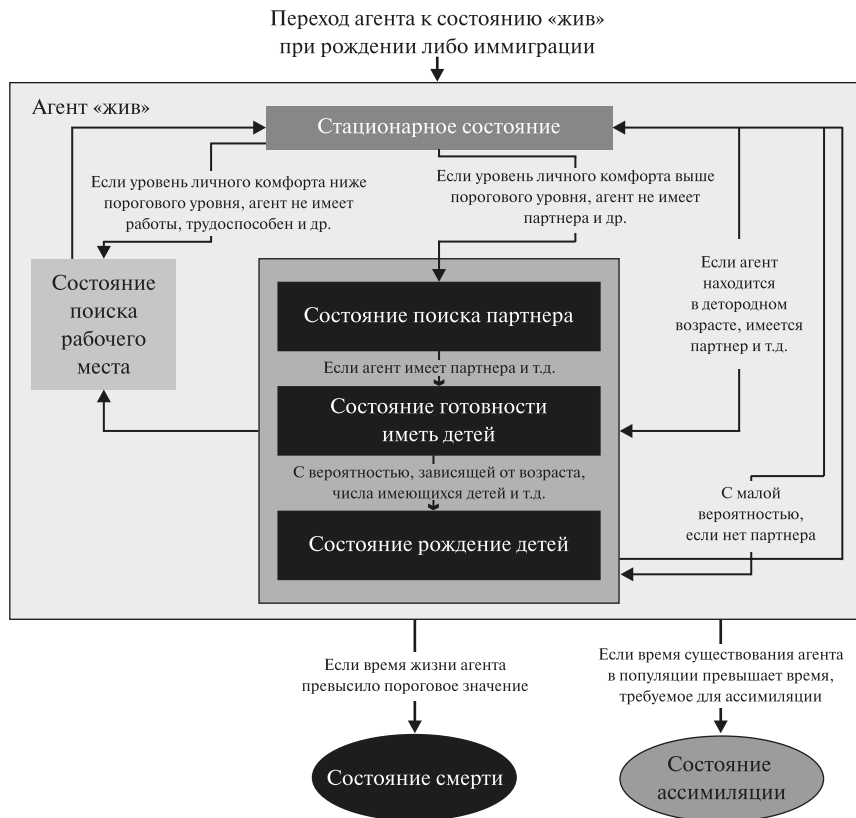 Переход агента к состоянию «жив»
при рождении либо иммиграции
Агент «жив»
Стационарное состояние
Если уровень личного комфорта ниже
порогового уровня, агент не имеет
работы, трудоспособен и др.
Если уровень личного комфорта выше
порогового уровня, агент не имеет
партнера и др.
Состояние
поиска
рабочего
места
Состояние поиска партнера
Если агент
находится
в детородном
возрасте, имеется
партнер и т.д.
Если агент имеет партнера и т.д.
Состояние готовности
иметь детей
С вероятностью, зависящей от возраста,
числа имеющихся детей и т.д.
С малой
вероятностью,
если нет партнера
Состояние рождение детей
Если время жизни агента
превысило пороговое значение
Если время существования агента
в популяции превышает время,
требуемое для ассимиляции
Состояние смерти
Состояние
ассимиляции